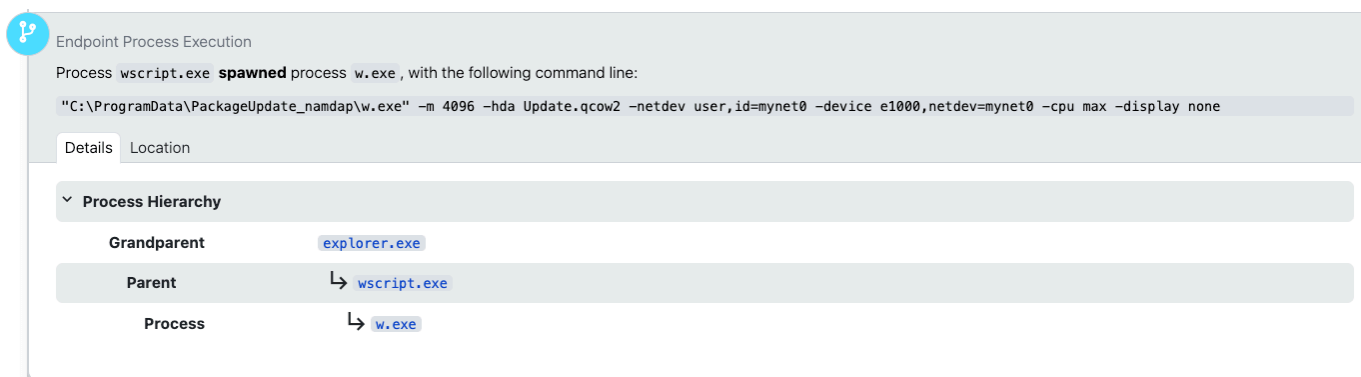 Endpoint Process Execution
Process wscript.exe spawned process w.exe, with the following command line:
"C:\ProgramData\PackageUpdate_namdap\w.exe" -m 4096 -hda Update.qcow2 -netdev user,id=mynet0 -device e1000,netdev=mynet0 -cpu max -display none
Details Location
Process Hierarchy
Grandparent explorer.exe
Parent wscript.exe
Process w.exe